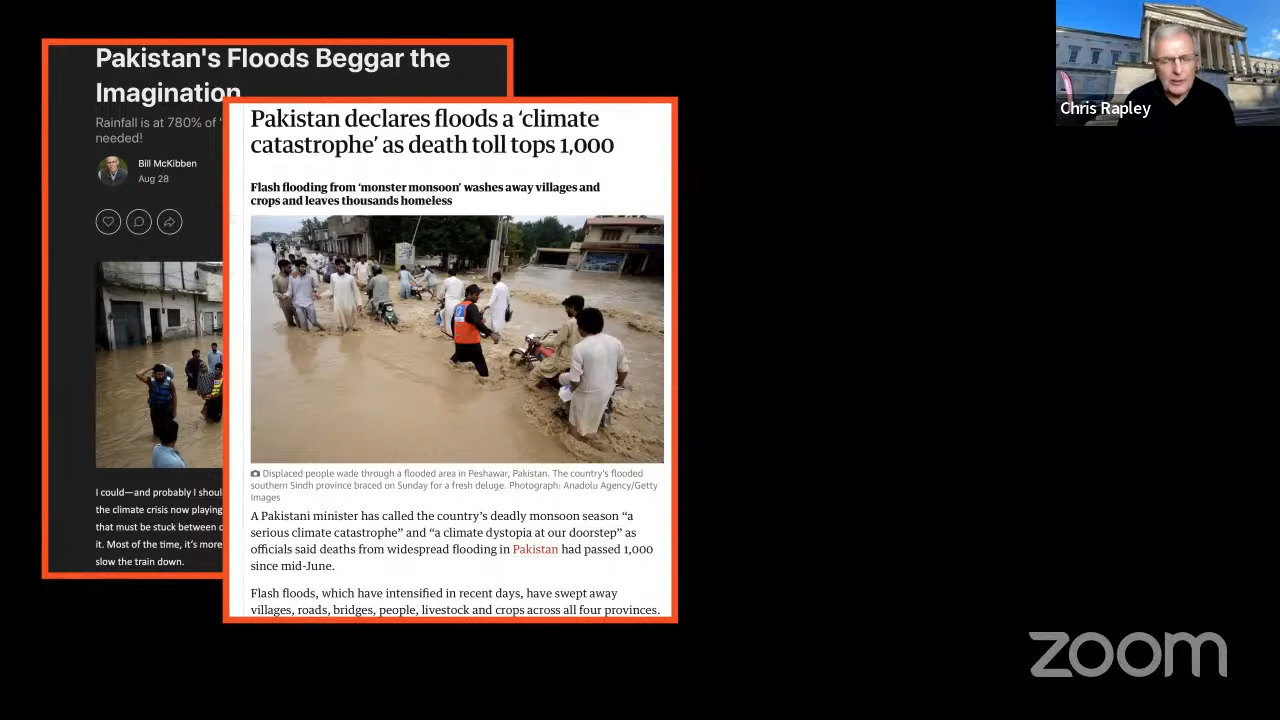 Pakistan's Floods Beggar the
Imagination
Rainfall is at 780% of
needed!
Bill McKibben
Aug 28
I could—and probably I
the climate crisis now playing
that must be stuck between
it. Most of the time, it's more
slow the train down.
Pakistan declares floods a ‘climate
catastrophe’ as death toll tops 1,000
Flash flooding from ‘monster monsoon’ washes away villages and
crops and leaves thousands homeless
Displaced people wade through a flooded area in Peshawar, Pakistan. The country's flooded
southern Sindh province braced on Sunday for a fresh deluge. Photograph: Anadolu Agency/Getty
Images
A Pakistani minister has called the country's deadly monsoon season “a
serious climate catastrophe” and “a climate dystopia at our doorstep” as
officials said deaths from widespread flooding in Pakistan had passed 1,000
since mid-June.
Flash floods, which have intensified in recent days, have swept away
villages, roads, bridges, people, livestock and crops across all four provinces.
Chris Rapley
zoom